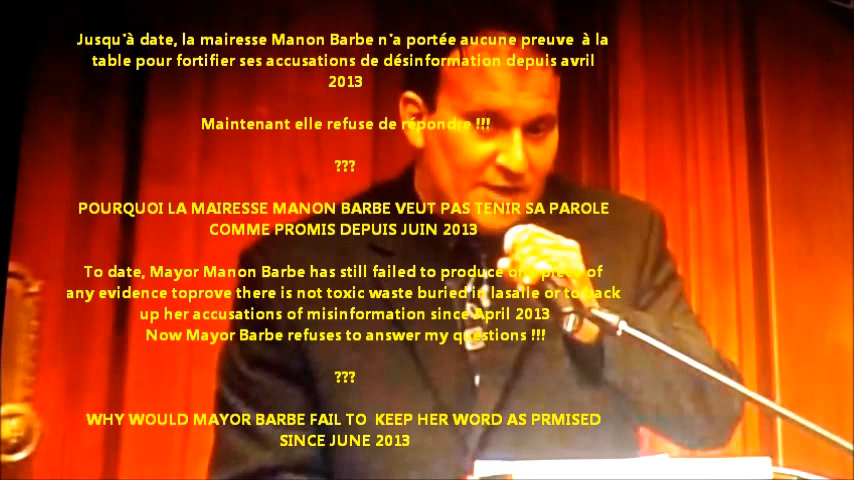 Jusqu'à date, la mairesse Manon Barbe n'a portée aucune preuve à la
table pour fortifier ses accusations de désinformation depuis avril
2013
Maintenant elle refuse de répondre !!!
???
POURQUOI LA MAIRESSE MANON BARBE VEUT PAS TENIR SA PAROLE
COMME PROMIS DEPUIS JUIN 2013
To date, Mayor Manon Barbe has still failed to produce one piece of
any evidence toprove there is not toxic waste buried in lasalle or to back
up her accusations of misinformation since April 2013
Now Mayor Barbe refuses to answer my questions !!!
???
WHY WOULD MAYOR BARBE FAIL TO KEEP HER WORD AS PRMISED
SINCE JUNE 2013